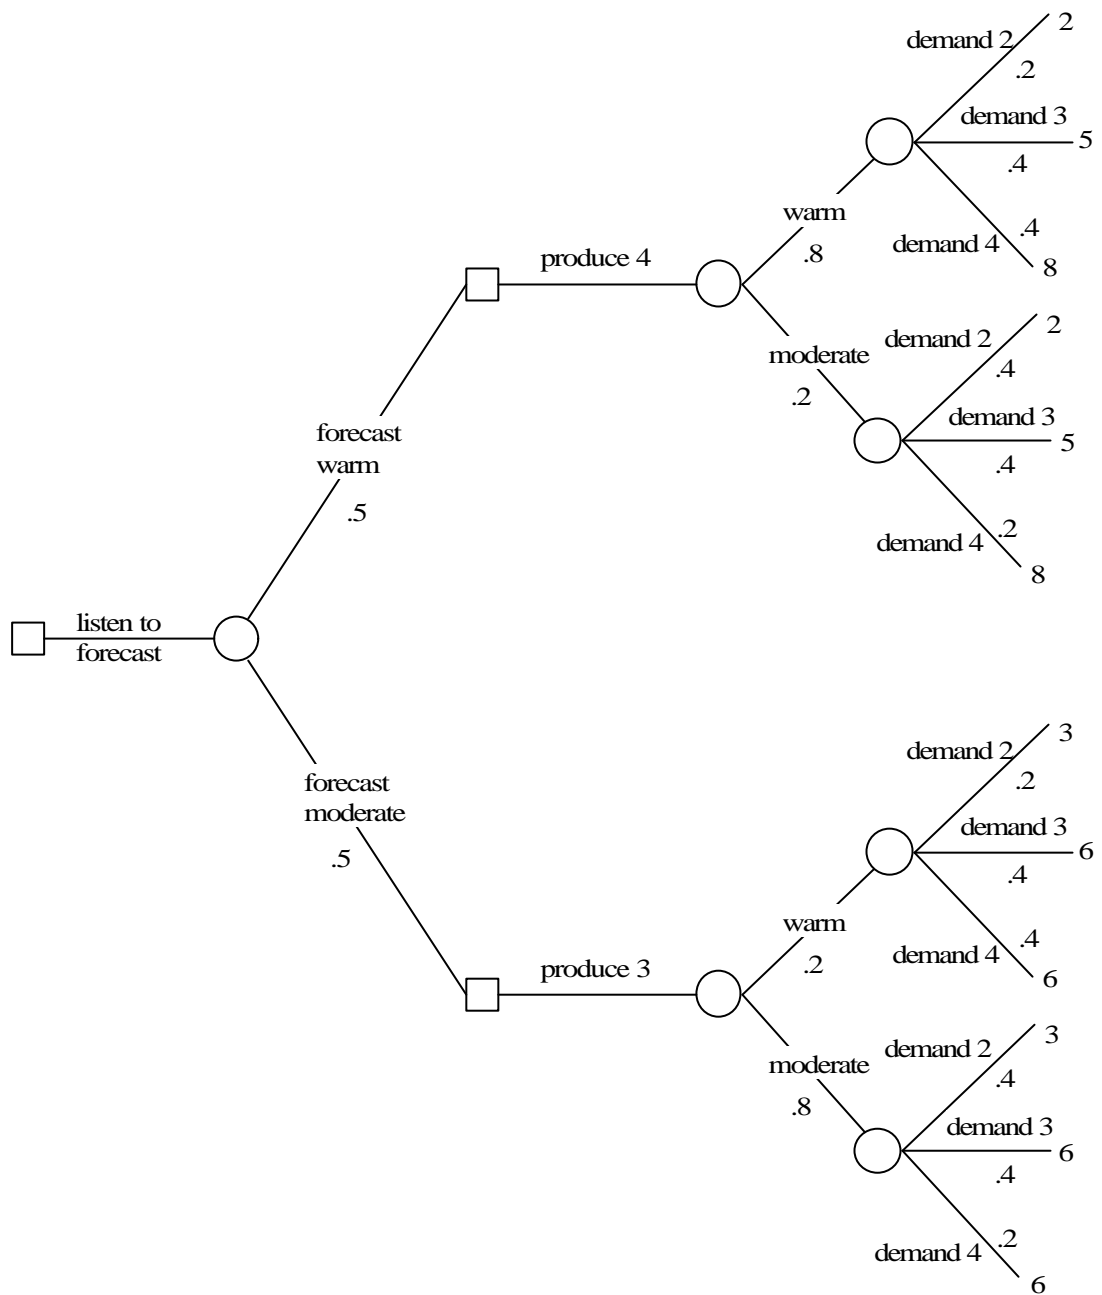 demand 2
2
.2
demand 3
5
.4
warm
.8
demand 4
.4
8
produce 4
moderate
.2
demand 2
2
.4
demand 3
5
.4
demand 4
.2
8
forecast
warm
.5
listen to
forecast
forecast
moderate
.5
demand 2
3
.2
demand 3
6
.4
warm
.2
demand 4
.4
6
produce 3
moderate
.8
demand 2
3
.4
demand 3
6
.4
demand 4
.2
6